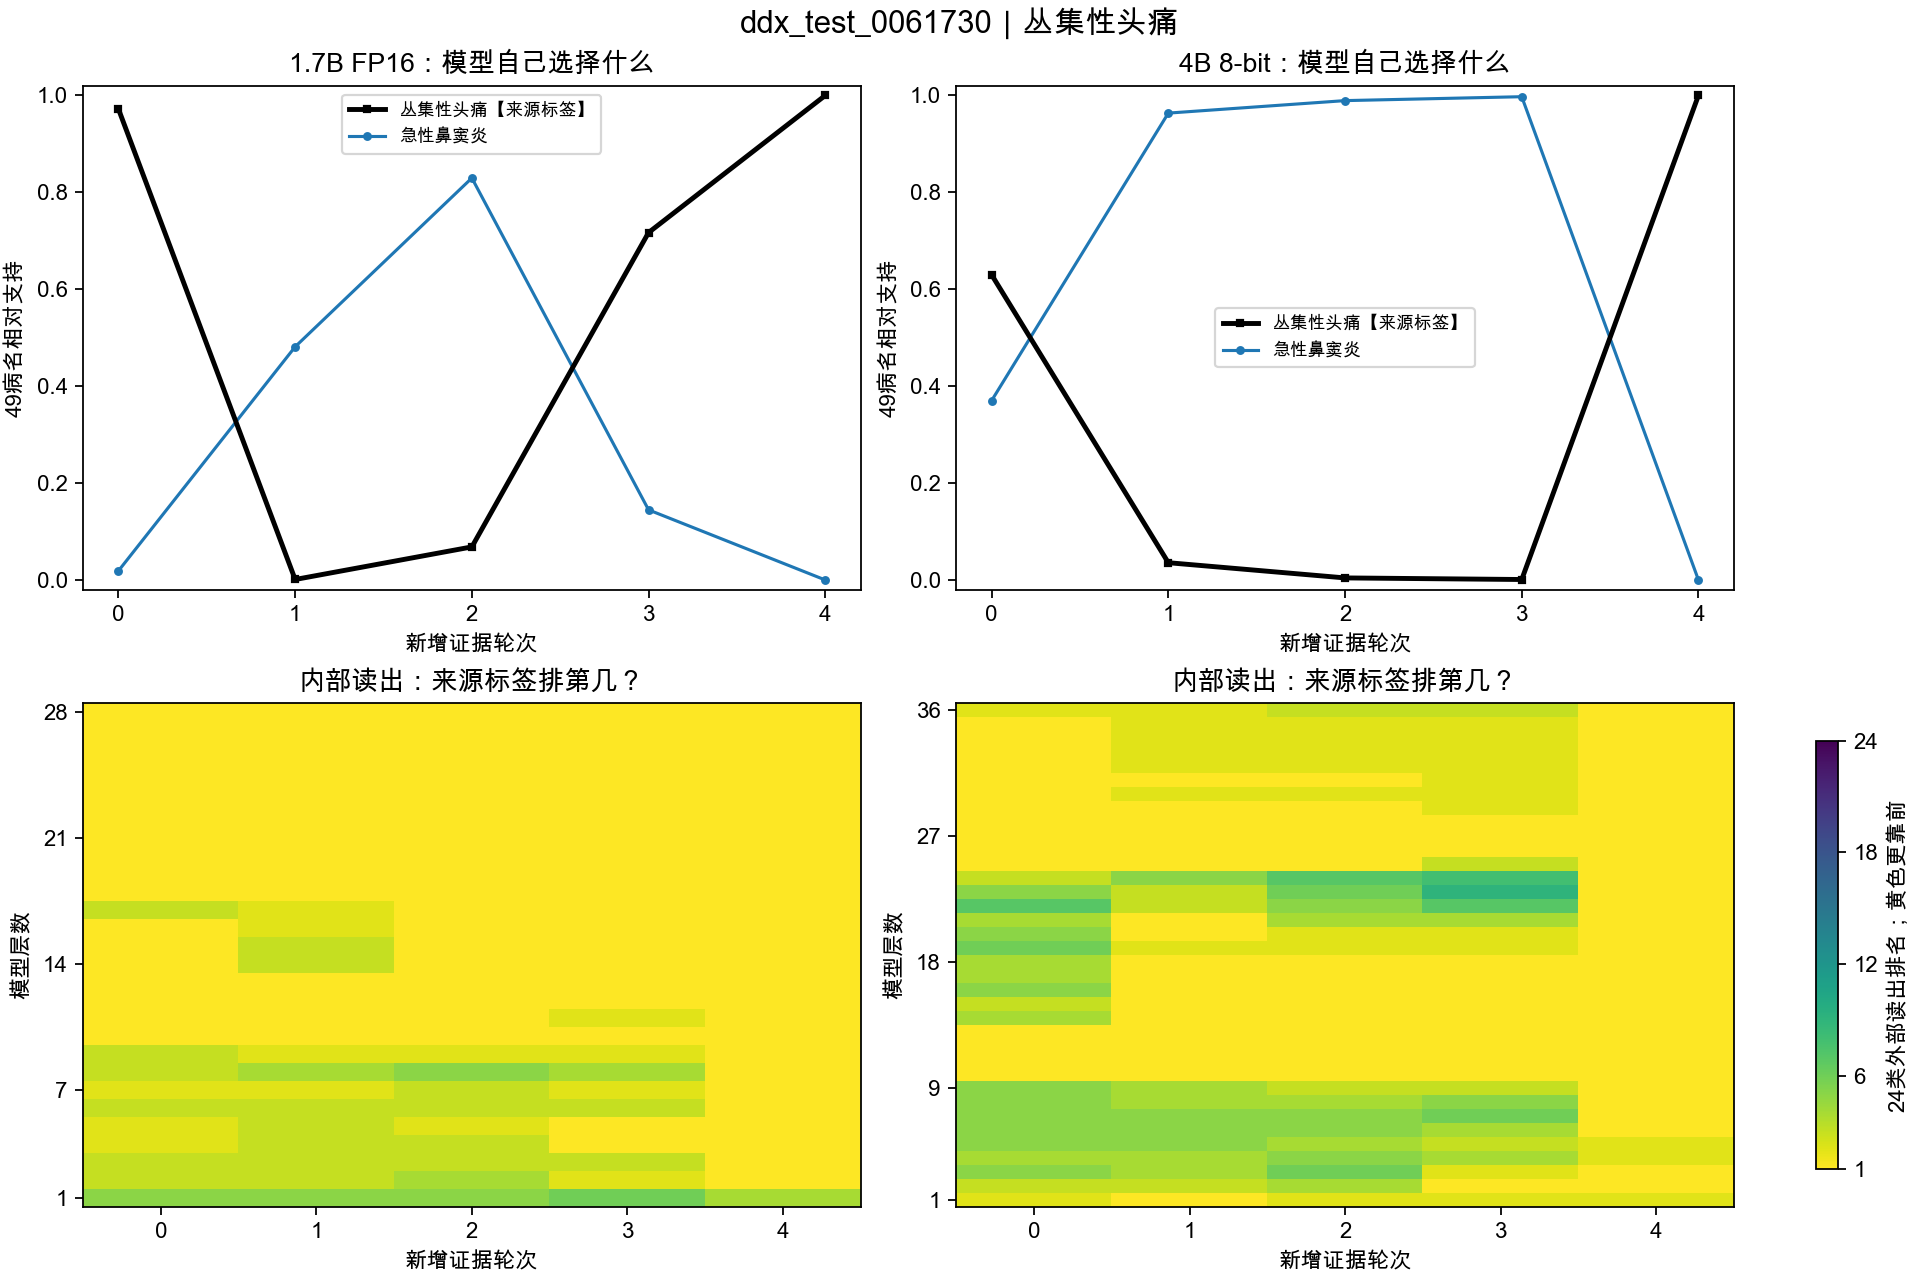 ddx_test_0061730 | 丛集性头痛
1.7B FP16：模型自己选择什么
1.0
0.8
0.6
0.4
0.2
0.0
49病名相对支持
丛集性头痛【来源标签】
急性鼻窦炎
0 1 2 3 4
新增证据轮次
4B 8-bit：模型自己选择什么
1.0
0.8
0.6
0.4
0.2
0.0
49病名相对支持
丛集性头痛【来源标签】
急性鼻窦炎
0 1 2 3 4
新增证据轮次
内部读出：来源标签排第几？
28
21
14
7
1
模型层数
0 1 2 3 4
新增证据轮次
内部读出：来源标签排第几？
36
27
18
9
1
模型层数
0 1 2 3 4
新增证据轮次
24
18
12
6
1
24类外部读出排名；黄色更靠前